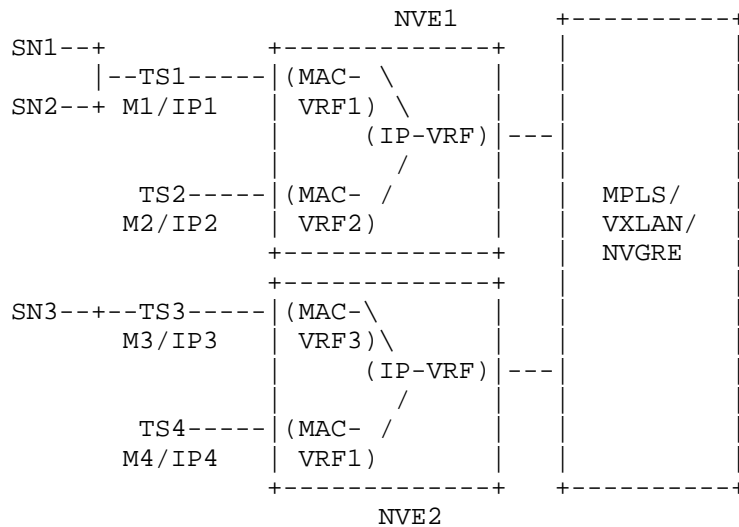 NVE1         +----------+
SN1--+          +-------------+           |          |
     |--TS1-----|(MAC-  \     |           |          |
SN2--+ M1/IP1   | VRF1)  \    |           |          |
                |     (IP-VRF)|---|          |
                |       /     |   |          |
       TS2-----|(MAC-  /      |   |  MPLS/   |
      M2/IP2   | VRF2)        |   |  VXLAN/  |
                +-------------+   |  NVGRE   |
                +-------------+   |          |
SN3--+--TS3-----|(MAC-\       |   |          |
      M3/IP3   | VRF3)\       |   |          |
                |     (IP-VRF)|---|          |
                |       /     |   |          |
       TS4-----|(MAC-  /      |   |          |
      M4/IP4   | VRF1)        |   |          |
                +-------------+   +----------+
                     NVE2